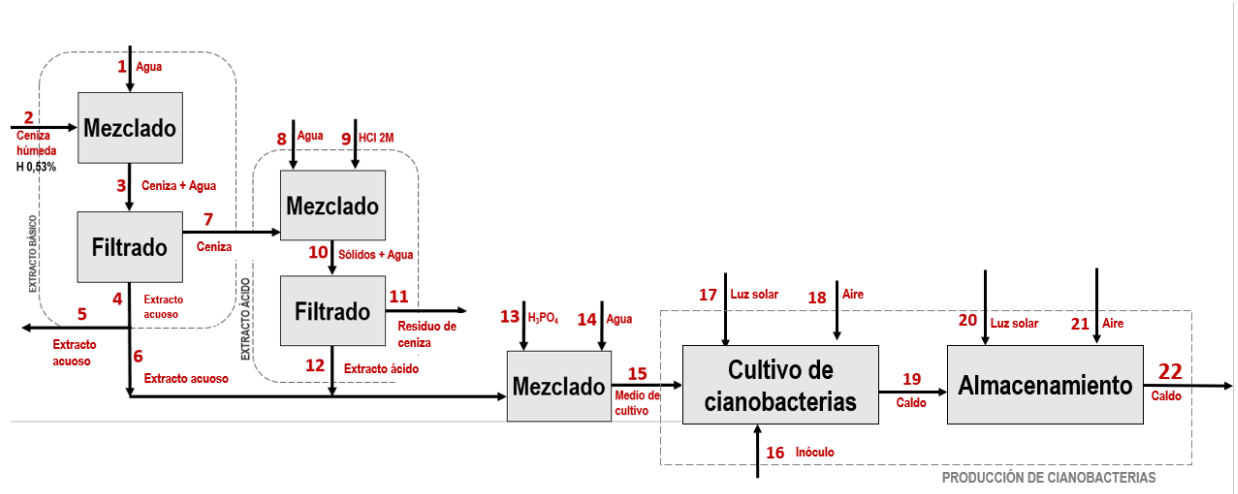 1
Agua
2
Ceniza
húmeda
H 0,53%
Mezclado
3
Ceniza + Agua
Filtrado
EXTRACTO BÁSICO
4
Extracto
acuoso
5
Extracto
acuoso
6
Extracto acuoso
7
Ceniza
8
Agua
9
HCl 2M
Mezclado
10
Sólidos + Agua
Filtrado
EXTRACTO ÁCIDO
11
Residuo de
ceniza
12
Extracto ácido
13
H₃PO₄
14
Agua
Mezclado
15
Medio de
cultivo
16
Inóculo
17
Luz solar
18
Aire
Cultivo de
cianobacterias
19
Caldo
20
Luz solar
21
Aire
Almacenamiento
22
Caldo
PRODUCCIÓN DE CIANOBACTERIAS